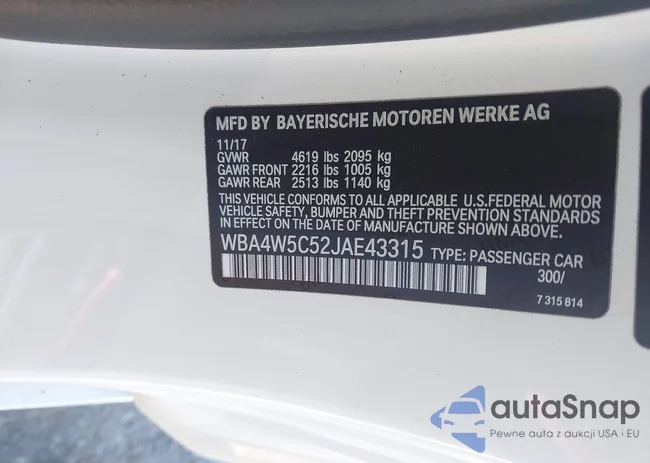 MFD BY BAYERISCHE MOTOREN WERKE AG
11/17
GVWR 4619 lbs 2095 kg
GAWR FRONT 2216 lbs 1005 kg
GAWR REAR 2513 lbs 1140 kg
THIS VEHICLE CONFORMS TO ALL APPLICABLE U.S.FEDERAL MOTOR
VEHICLE SAFETY, BUMPER AND THEFT PREVENTION STANDARDS
IN EFFECT ON THE DATE OF MANUFACTURE SHOWN ABOVE.
WBA4W5C52JAE43315 TYPE: PASSENGER CAR
300/
7 315 814
autaSnap
Pewne auta z aukcji USA i EU